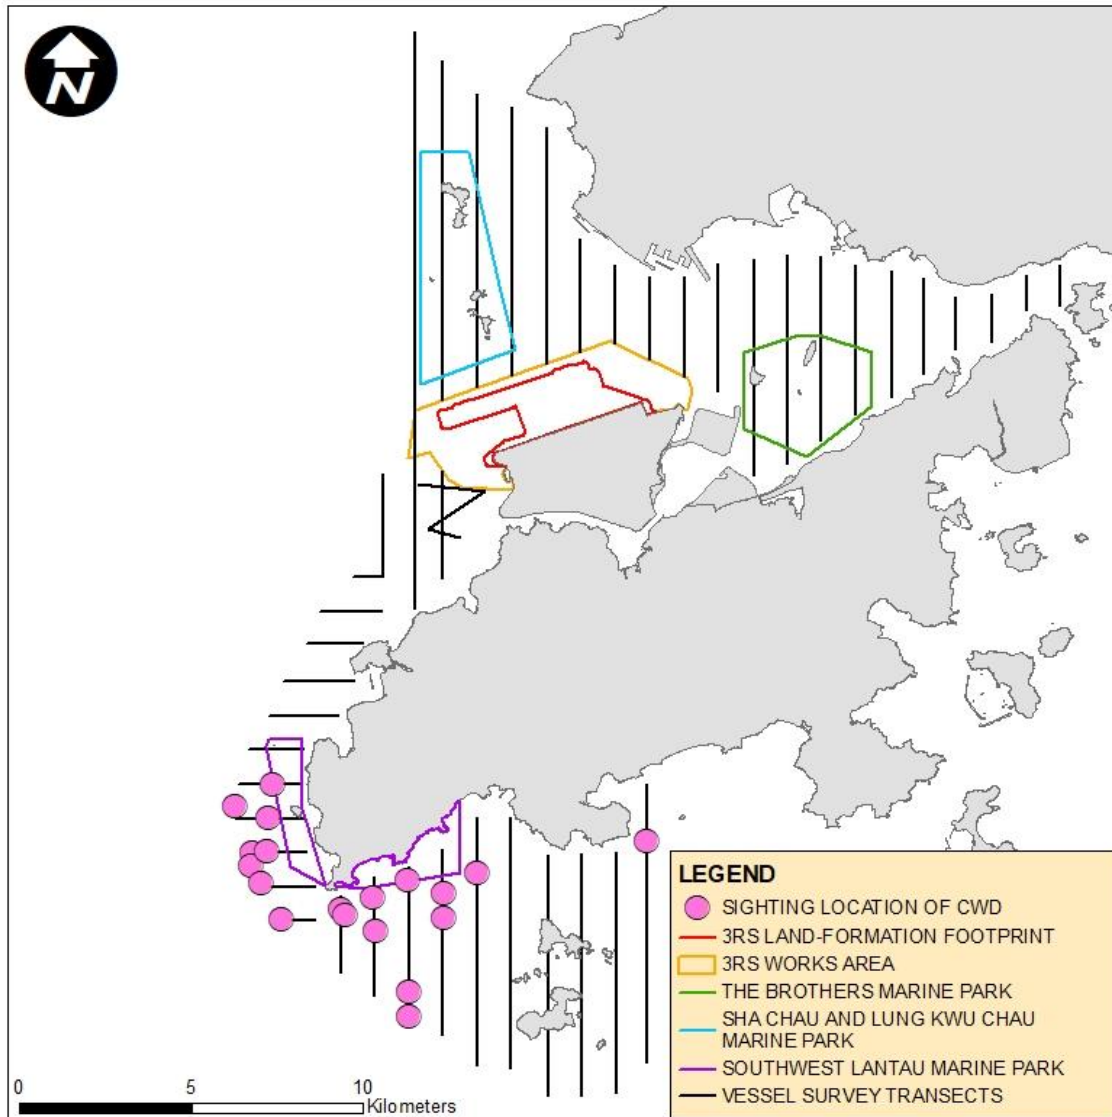 N
LEGEND
SIGHTING LOCATION OF CWD
3RS LAND-FORMATION FOOTPRINT
3RS WORKS AREA
THE BROTHERS MARINE PARK
SHA CHAU AND LUNG KWU CHAU
MARINE PARK
SOUTHWEST LANTAU MARINE PARK
VESSEL SURVEY TRANSECTS
0 5 10
Kilometers